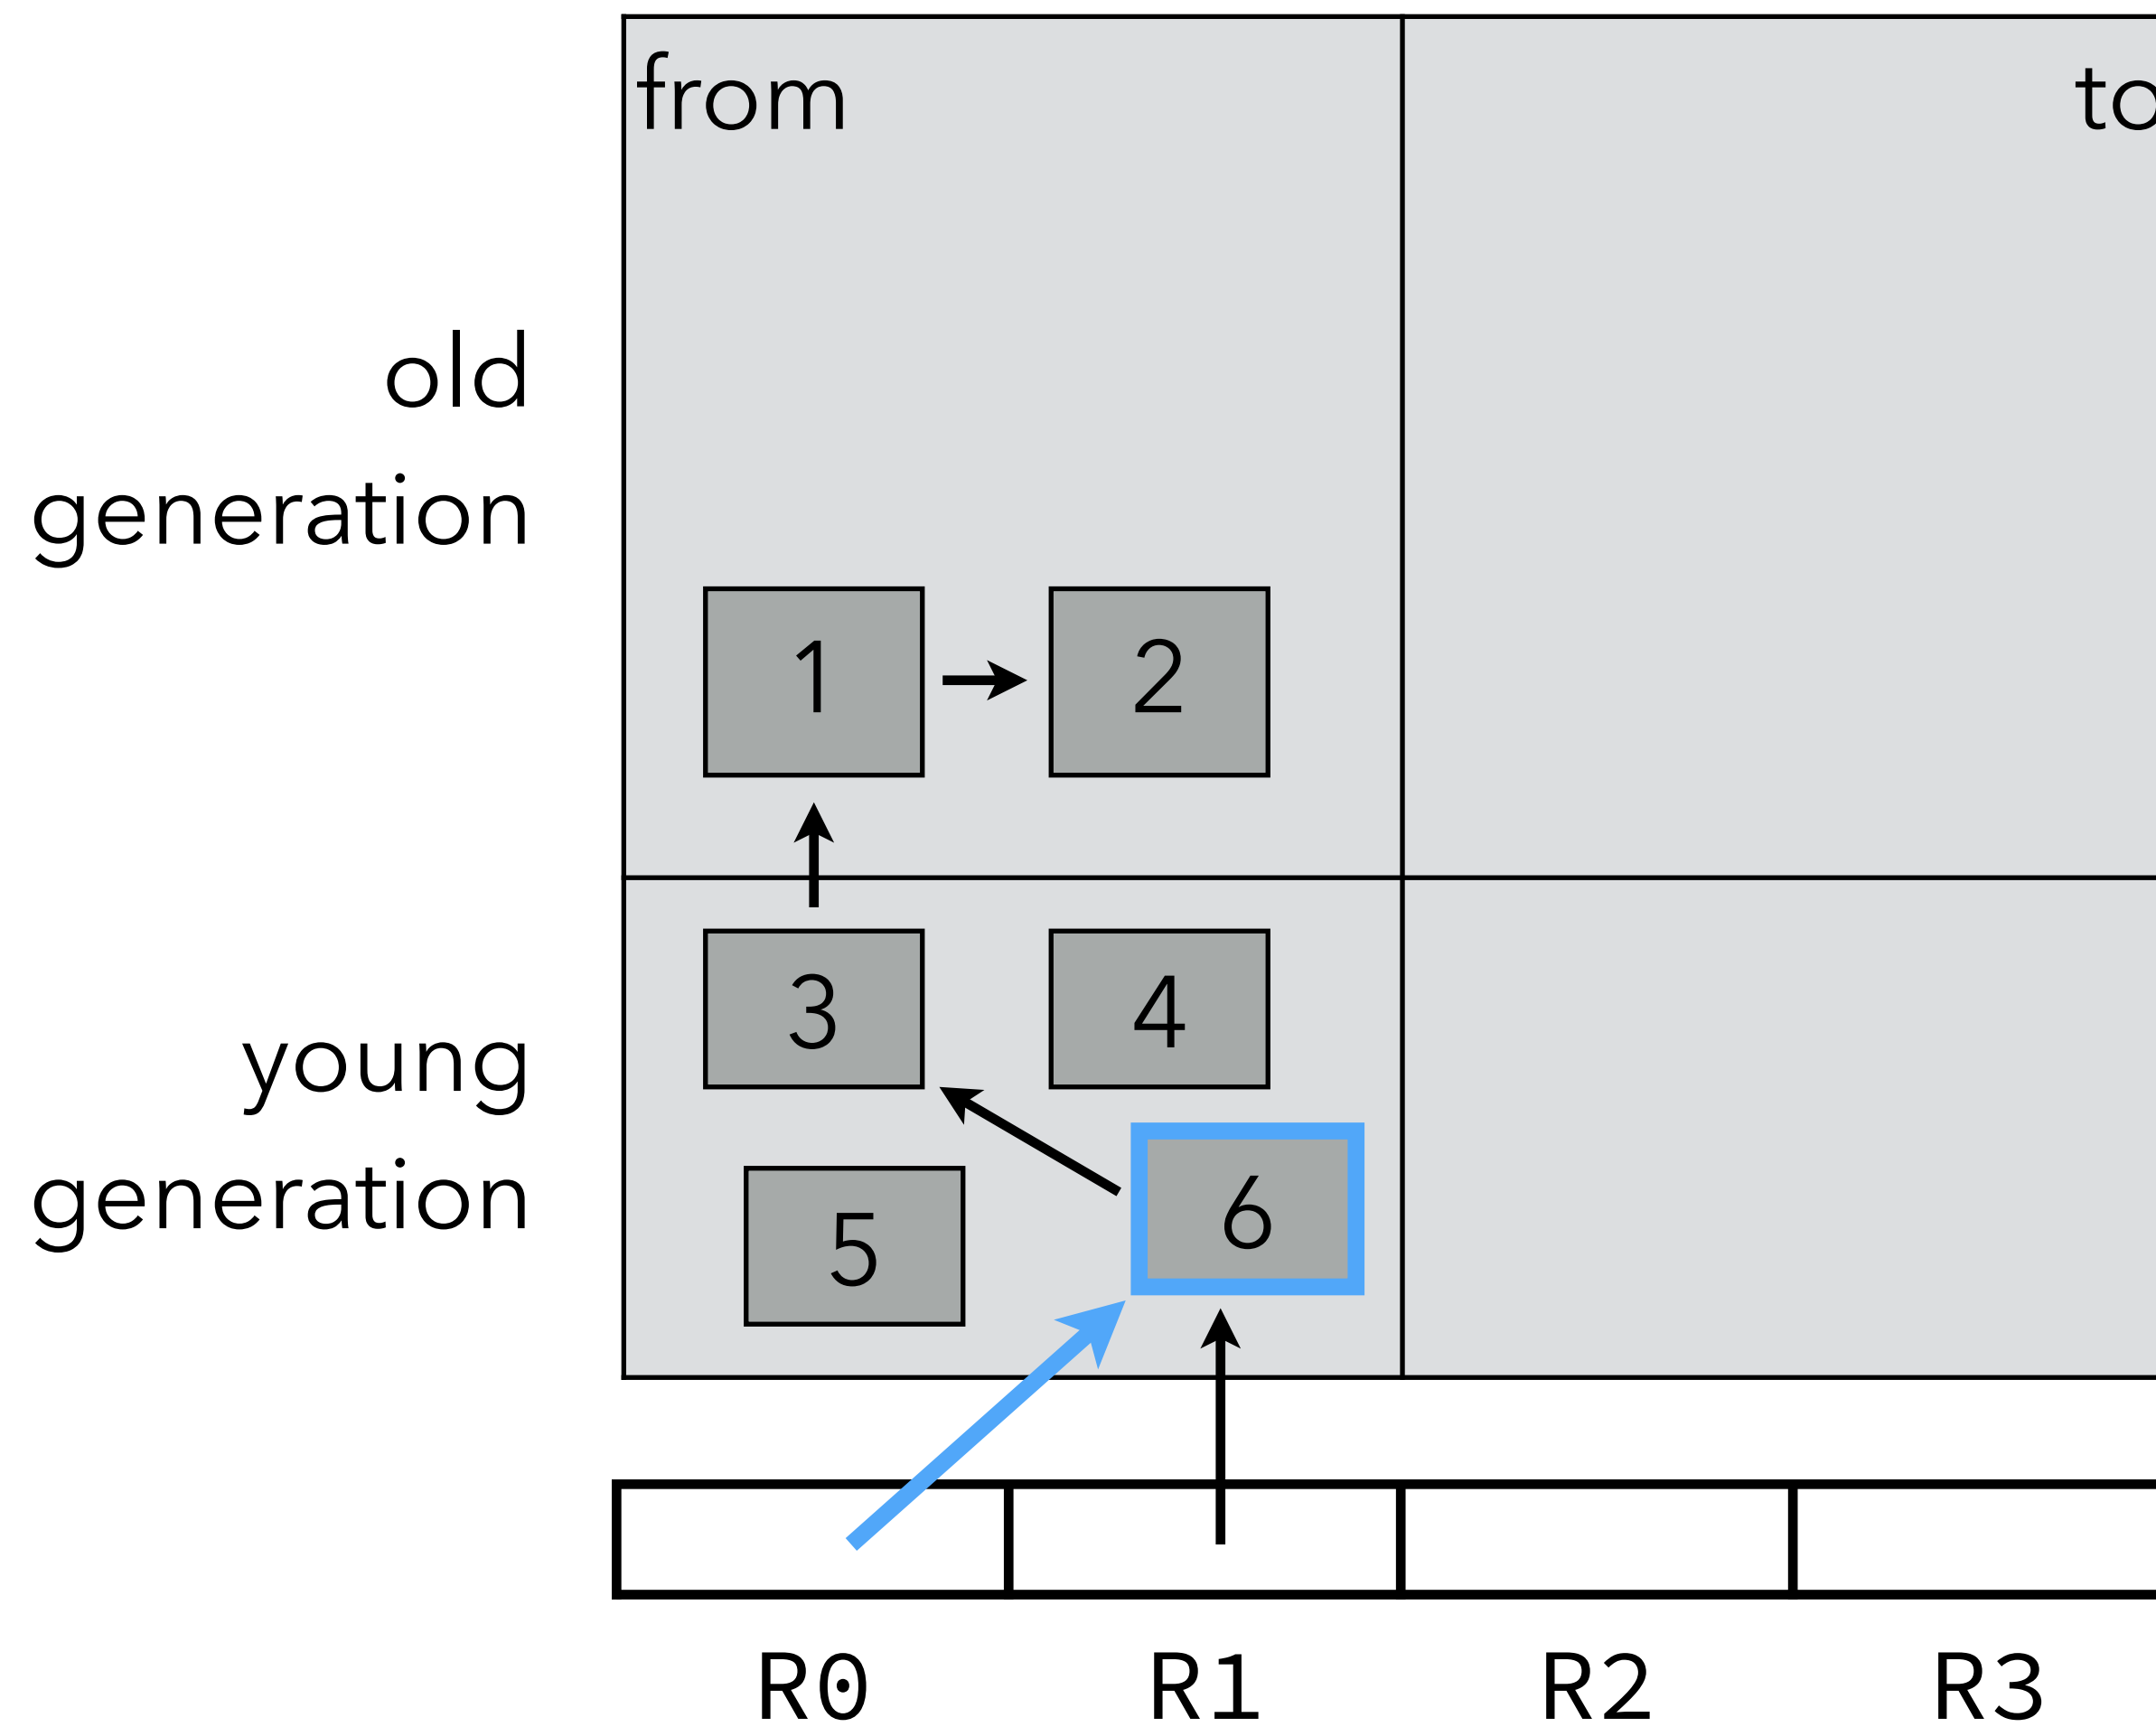 from
to
old
generation
1
2
young
generation
3
4
5
6
R0
R1
R2
R3